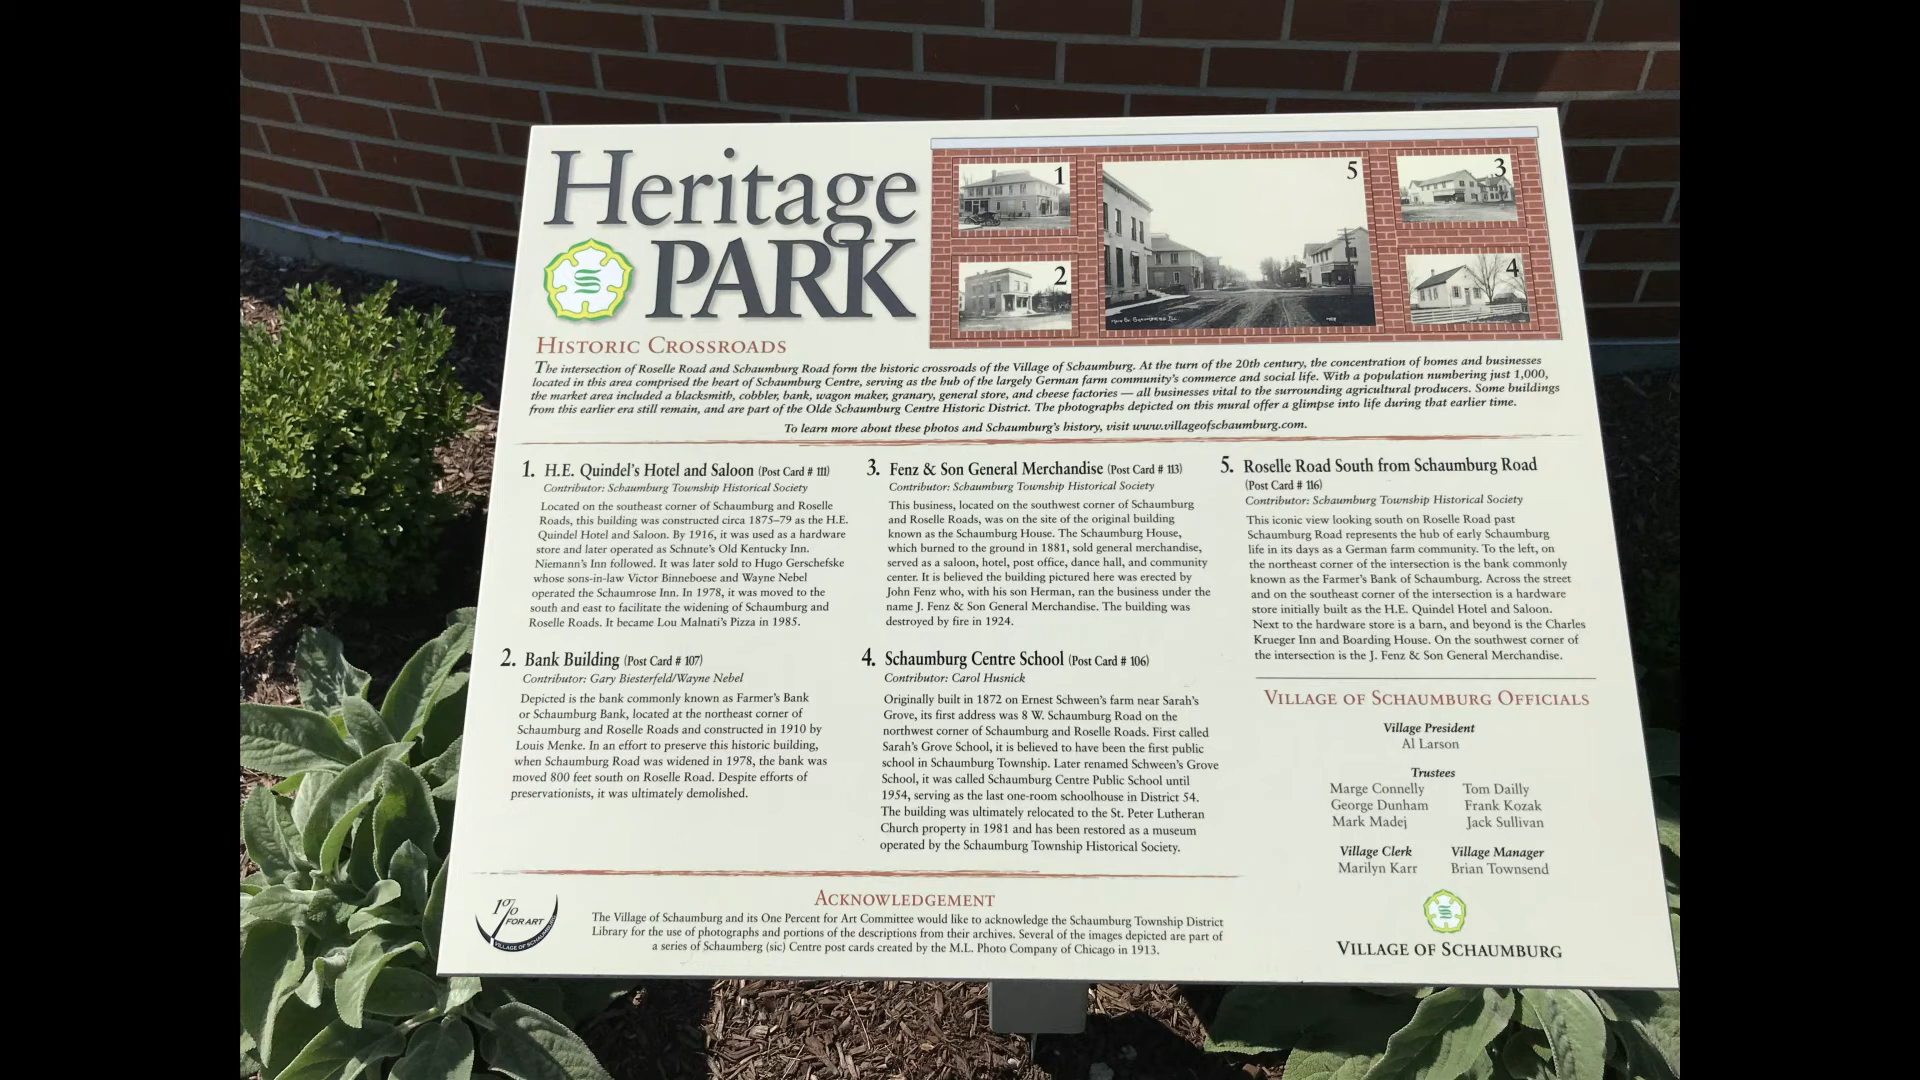 Heritage
PARK
1
2
5
3
4
HISTORIC CROSSROADS
The intersection of Roselle Road and Schaumburg Road form the historic crossroads of the Village of Schaumburg. At the turn of the 20th century, the concentration of homes and businesses
located in this area comprised the heart of Schaumburg Centre, serving as the hub of the largely German farm community's commerce and social life. With a population numbering just 1,000,
the market area included a blacksmith, cobbler, bank, wagon maker, granary, general store, and cheese factories — all businesses vital to the surrounding agricultural producers. Some buildings
from this earlier era still remain, and are part of the Olde Schaumburg Centre Historic District. The photographs depicted on this mural offer a glimpse into life during that earlier time.
To learn more about these photos and Schaumburg's history, visit www.villageofschaumburg.com.
1. H.E. Quindel's Hotel and Saloon (Post Card # 111)
Contributor: Schaumburg Township Historical Society
Located on the southeast corner of Schaumburg and Roselle
Roads, this building was constructed circa 1875–79 as the H.E.
Quindel Hotel and Saloon. By 1916, it was used as a hardware
store and later operated as Schnute's Old Kentucky Inn.
Niemann's Inn followed. It was later sold to Hugo Gerschefske
whose sons-in-law Victor Binneboese and Wayne Nebel
operated the Schaumrose Inn. In 1978, it was moved to the
south and east to facilitate the widening of Schaumburg and
Roselle Roads. It became Lou Malnati's Pizza in 1985.
2. Bank Building (Post Card # 107)
Contributor: Gary Biesterfeld/Wayne Nebel
Depicted is the bank commonly known as Farmer's Bank
or Schaumburg Bank, located at the northeast corner of
Schaumburg and Roselle Roads and constructed in 1910 by
Louis Menke. In an effort to preserve this historic building,
when Schaumburg Road was widened in 1978, the bank was
moved 800 feet south on Roselle Road. Despite efforts of
preservationists, it was ultimately demolished.
3. Fenz & Son General Merchandise (Post Card # 113)
Contributor: Schaumburg Township Historical Society
This business, located on the southwest corner of Schaumburg
and Roselle Roads, was on the site of the original building
known as the Schaumburg House. The Schaumburg House,
which burned to the ground in 1881, sold general merchandise,
served as a saloon, hotel, post office, dance hall, and community
center. It is believed the building pictured here was erected by
John Fenz who, with his son Herman, ran the business under the
name J. Fenz & Son General Merchandise. The building was
destroyed by fire in 1924.
4. Schaumburg Centre School (Post Card # 106)
Contributor: Carol Husnick
Originally built in 1872 on Ernest Schween's farm near Sarah's
Grove, its first address was 8 W. Schaumburg Road on the
northwest corner of Schaumburg and Roselle Roads. First called
Sarah's Grove School, it is believed to have been the first public
school in Schaumburg Township. Later renamed Schween's Grove
School, it was called Schaumburg Centre Public School until
1954, serving as the last one-room schoolhouse in District 54.
The building was ultimately relocated to the St. Peter Lutheran
Church property in 1981 and has been restored as a museum
operated by the Schaumburg Township Historical Society.
5. Roselle Road South from Schaumburg Road
(Post Card # 116)
Contributor: Schaumburg Township Historical Society
This iconic view looking south on Roselle Road past
Schaumburg Road represents the hub of early Schaumburg
life in its days as a German farm community. To the left, on
the northeast corner of the intersection is the bank commonly
known as the Farmer's Bank of Schaumburg. Across the street
and on the southeast corner of the intersection is a hardware
store initially built as the H.E. Quindel Hotel and Saloon.
Next to the hardware store is a barn, and beyond is the Charles
Krueger Inn and Boarding House. On the southwest corner of
the intersection is the J. Fenz & Son General Merchandise.
VILLAGE OF SCHAUMBURG OFFICIALS
Village President
Al Larson
Trustees
Marge Connelly Tom Dailly
George Dunham Frank Kozak
Mark Madej Jack Sullivan
Village Clerk Village Manager
Marilyn Karr Brian Townsend
VILLAGE OF SCHAUMBURG
ACKNOWLEDGEMENT
The Village of Schaumburg and its One Percent for Art Committee would like to acknowledge the Schaumburg Township District
Library for the use of photographs and portions of the descriptions from their archives. Several of the images depicted are part of
a series of Schaumberg (sic) Centre post cards created by the M.L. Photo Company of Chicago in 1913.
1%
FOR ART
VILLAGE OF SCHAUMBURG